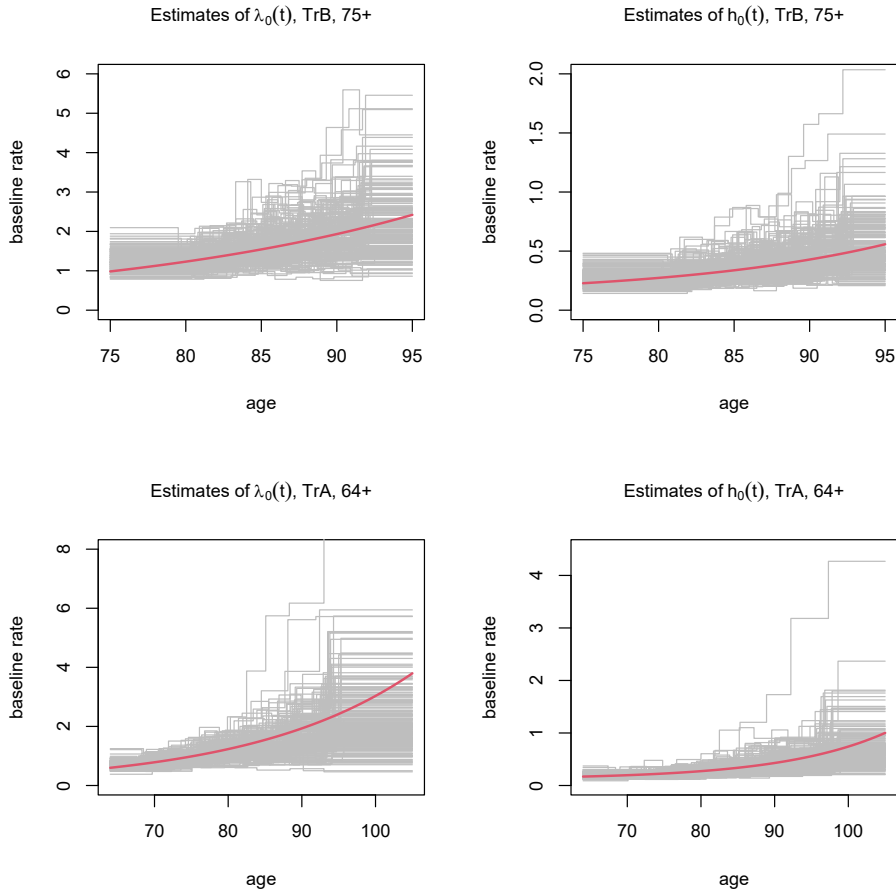 Estimates of λ₀(t), TrB, 75+
baseline rate
6
5
4
3
2
1
0
75 80 85 90 95
age
Estimates of h₀(t), TrB, 75+
baseline rate
2.0
1.5
1.0
0.5
0.0
75 80 85 90 95
age
Estimates of λ₀(t), TrA, 64+
baseline rate
8
6
4
2
0
70 80 90 100
age
Estimates of h₀(t), TrA, 64+
baseline rate
4
3
2
1
0
70 80 90 100
age